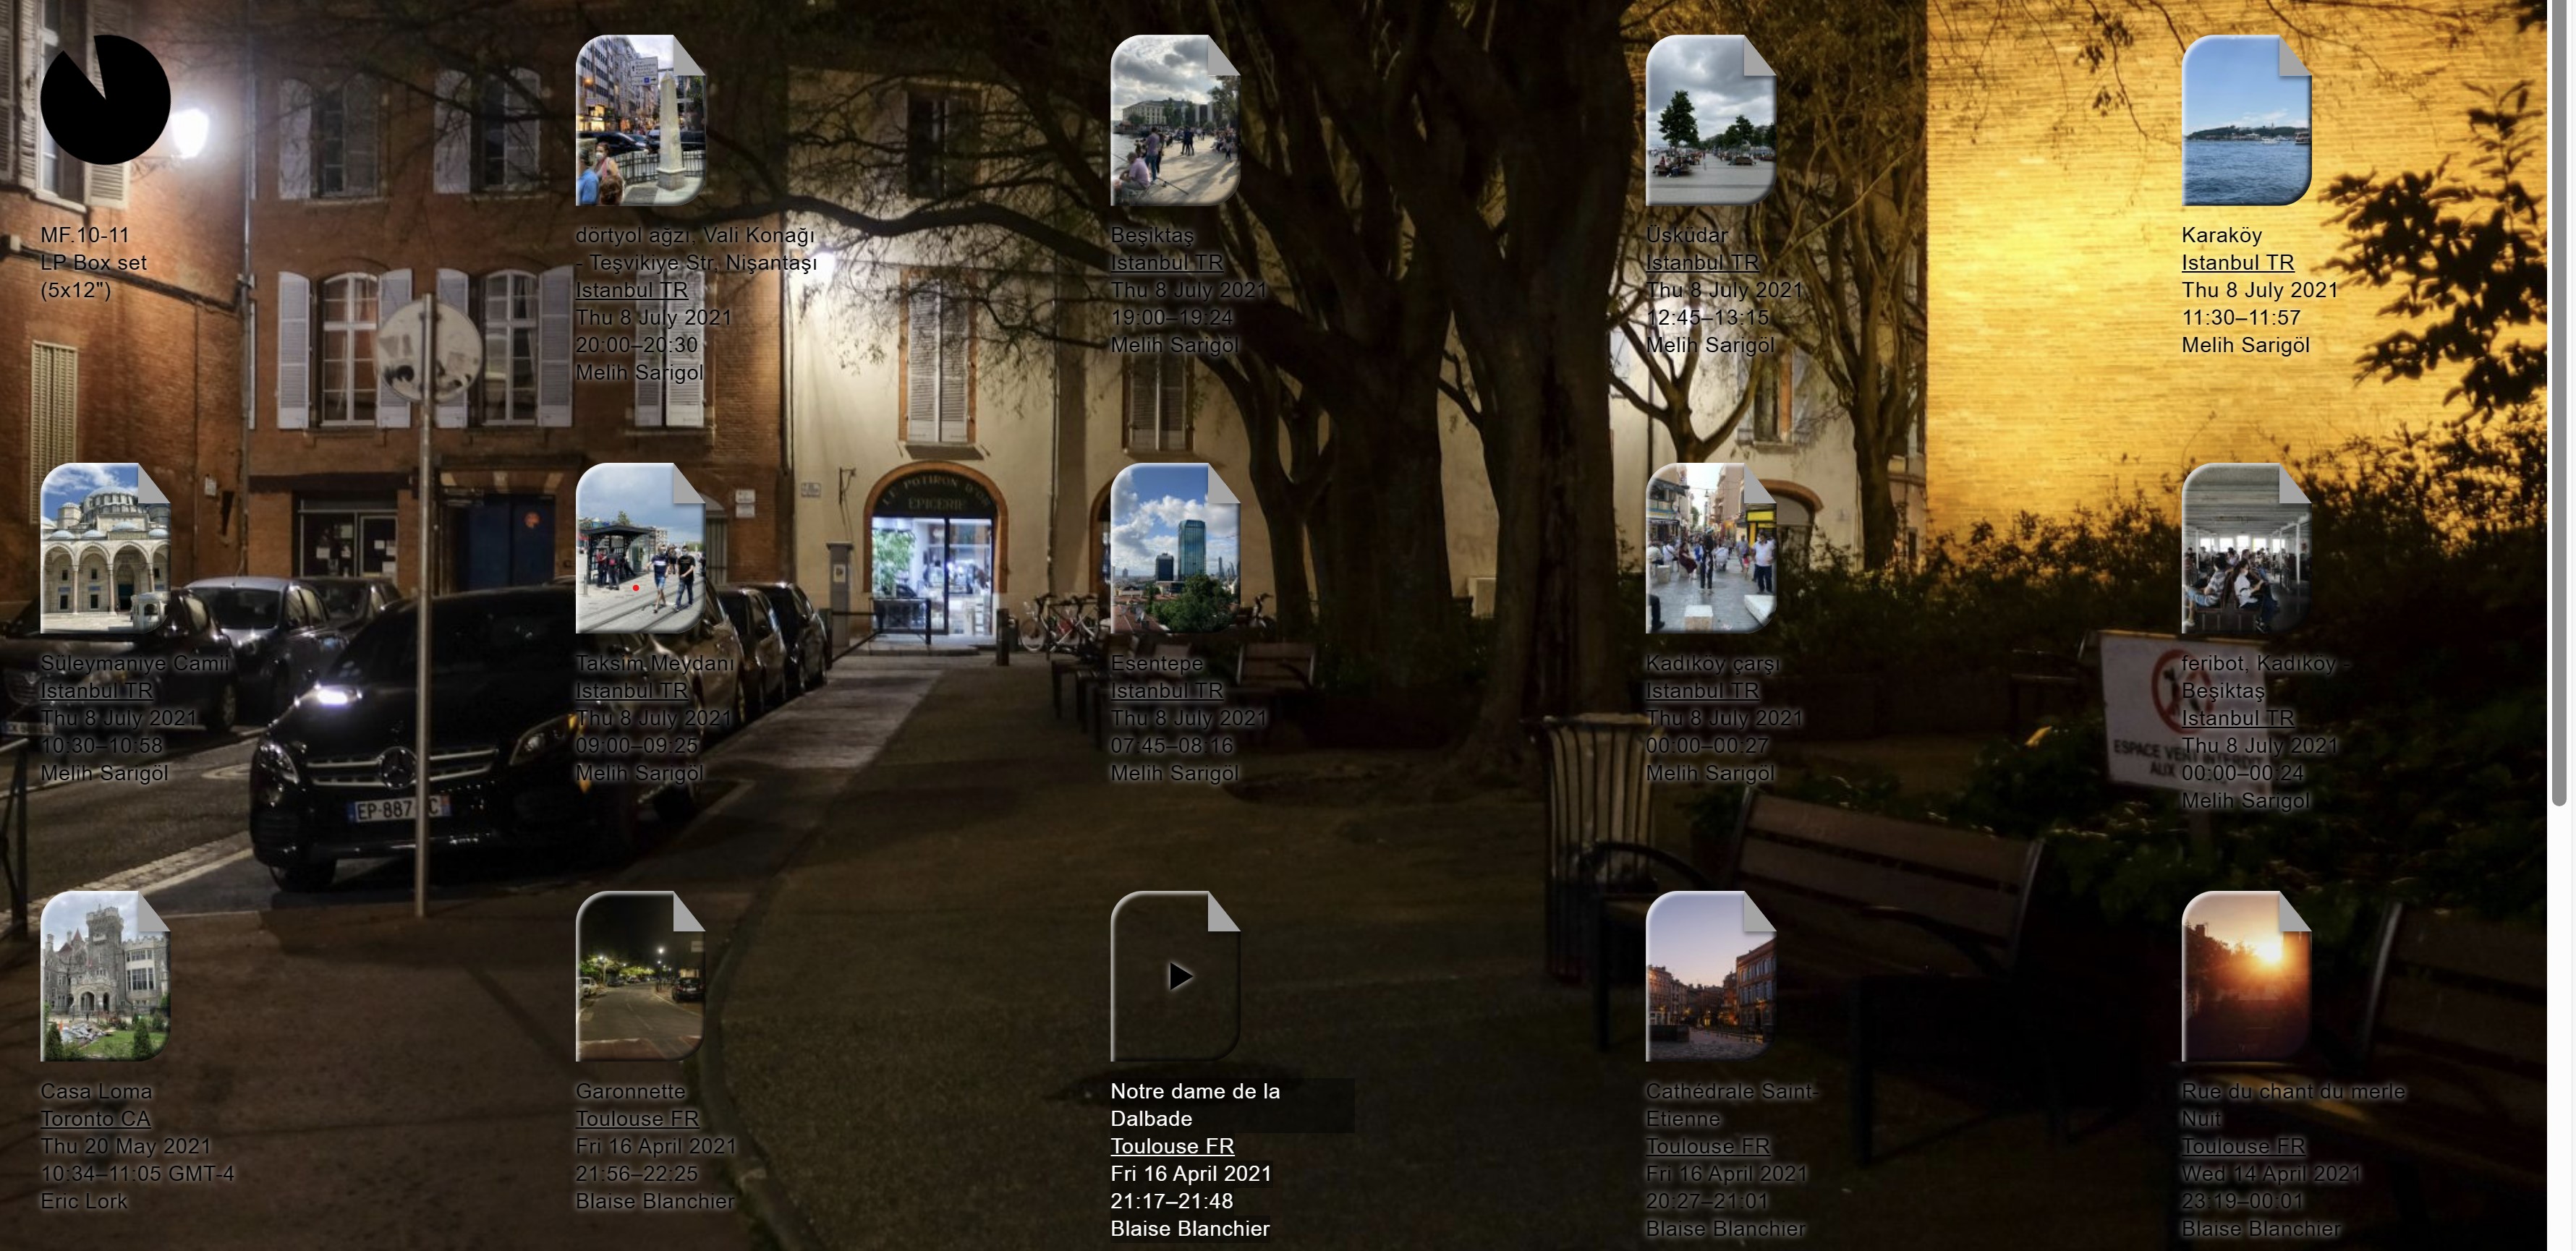 MF.10-11
LP Box set
(5x12")
dörtyol ağzı, Vali Konağı
- Teşvikiye Str, Nişantaşı
Istanbul TR
Thu 8 July 2021
20:00–20:30
Melih Sarigöl
Beşiktaş
Istanbul TR
Thu 8 July 2021
19:00–19:24
Melih Sarigöl
Üsküdar
Istanbul TR
Thu 8 July 2021
12:45–13:15
Melih Sarigöl
Karaköy
Istanbul TR
Thu 8 July 2021
11:30–11:57
Melih Sarigöl
Süleymaniye Camii
Istanbul TR
Thu 8 July 2021
10:30–10:58
Melih Sarigöl
Taksim Meydanı
Istanbul TR
Thu 8 July 2021
09:00–09:25
Melih Sarigöl
Esentepe
Istanbul TR
Thu 8 July 2021
07:45–08:16
Melih Sarigöl
Kadıköy çarşı
Istanbul TR
Thu 8 July 2021
00:00–00:27
Melih Sarigöl
feribot, Kadıköy -
Beşiktaş
Istanbul TR
Thu 8 July 2021
00:00–00:24
Melih Sarigöl
Casa Loma
Toronto CA
Thu 20 May 2021
10:34–11:05 GMT-4
Eric Lork
Garonnette
Toulouse FR
Fri 16 April 2021
21:56–22:25
Blaise Blanchier
Notre dame de la
Dalbade
Toulouse FR
Fri 16 April 2021
21:17–21:48
Blaise Blanchier
Cathédrale Saint-
Etienne
Toulouse FR
Fri 16 April 2021
20:27–21:01
Blaise Blanchier
Rue du chant du merle
Nuit
Toulouse FR
Wed 14 April 2021
23:19–00:01
Blaise Blanchier
LE POTIRON D'OR
EPICERIE
EP-887 C
ESPACE VERT INTERDIT
AUX